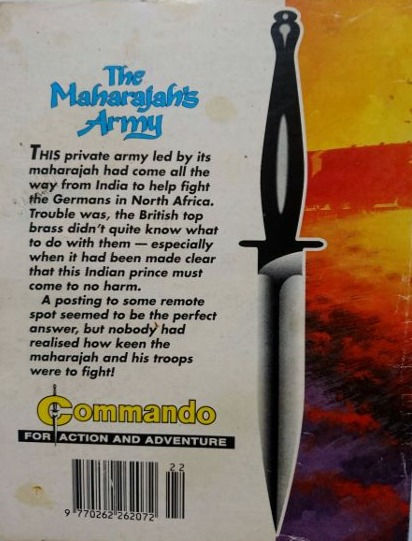 The
Maharajah's
Army
THIS private army led by its
maharajah had come all the
way from India to help fight
the Germans in North Africa.
Trouble was, the British top
brass didn't quite know what
to do with them — especially
when it had been made clear
that this Indian prince must
come to no harm.
A posting to some remote
spot seemed to be the perfect
answer, but nobody had
realised how keen the
maharajah and his troops
were to fight!
Commando
FOR ACTION AND ADVENTURE
22
9 770262 262072